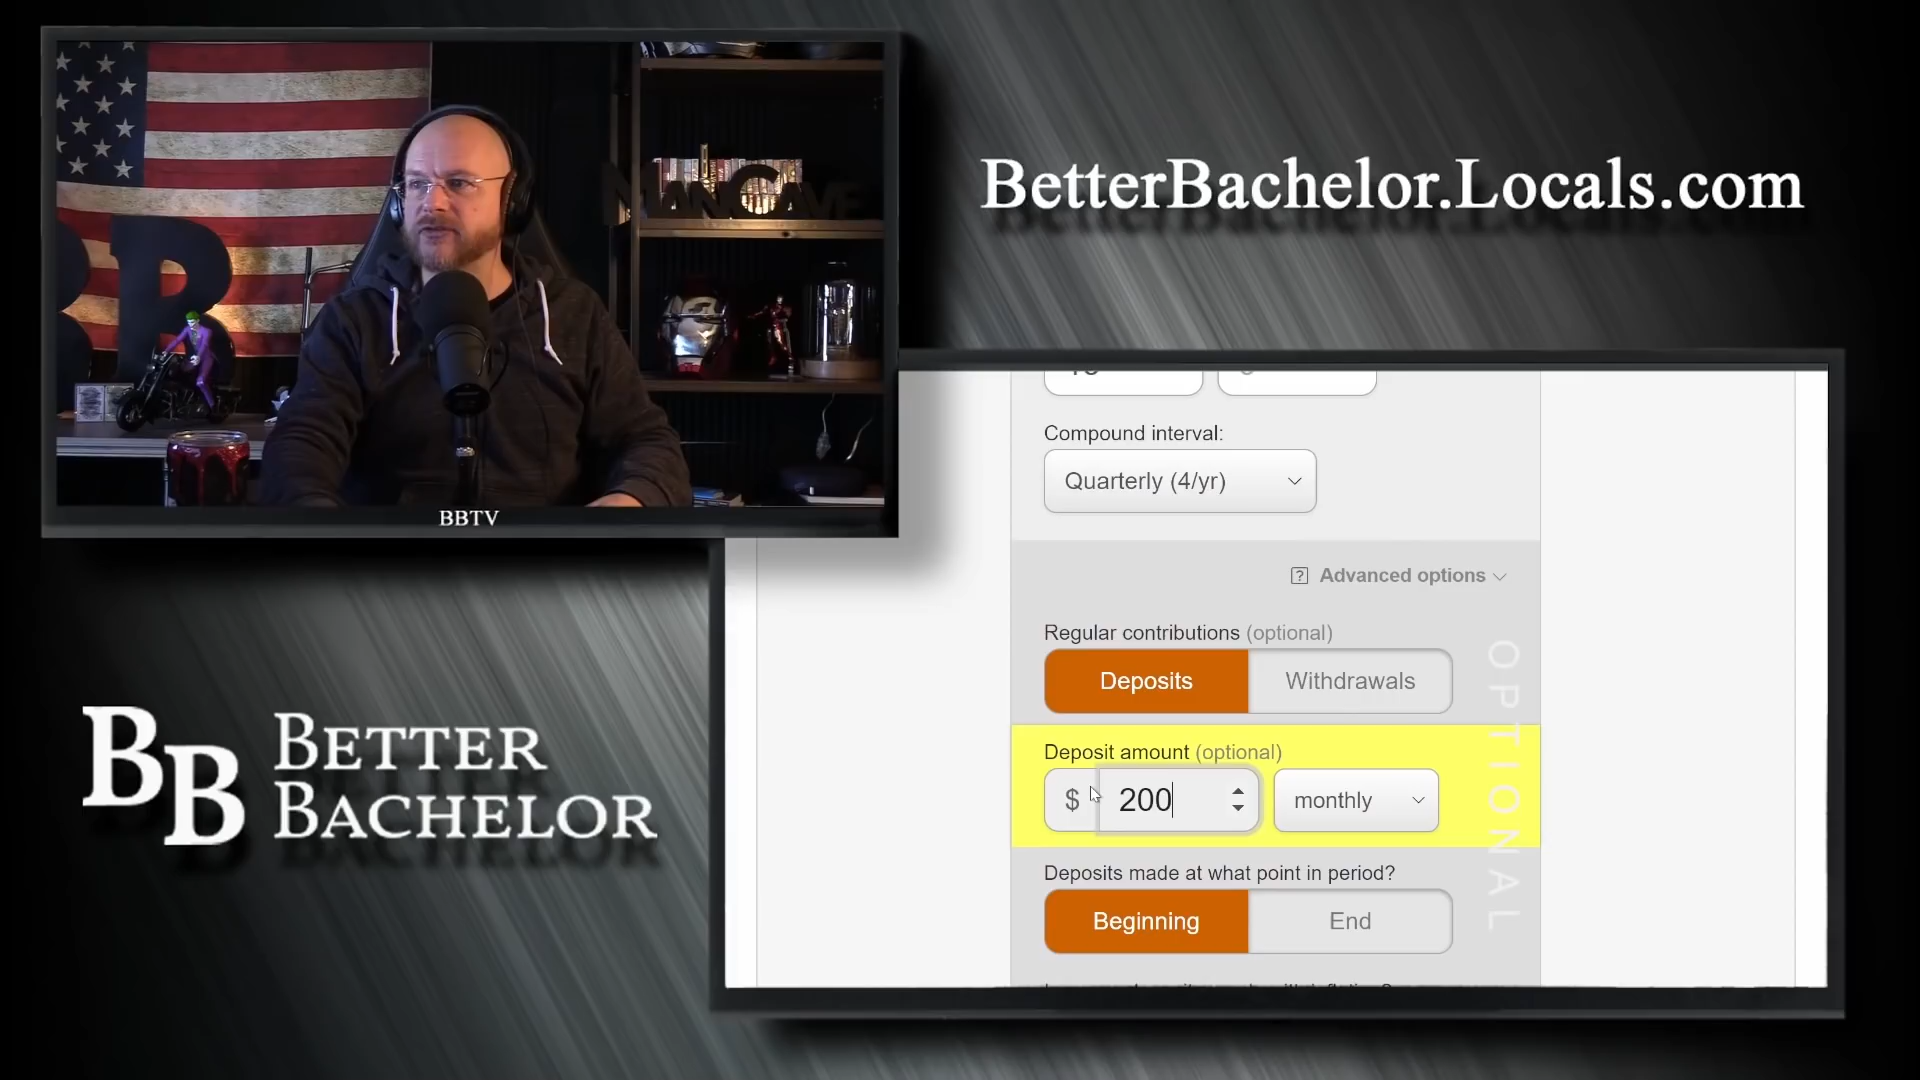 MANCAVE
BBTV
BetterBachelor.Locals.com
BB
BETTER
BACHELOR
Compound interval:
Quarterly (4/yr)
? Advanced options
Regular contributions (optional)
Deposits
Withdrawals
OPTIONAL
Deposit amount (optional)
$ 200
monthly
Deposits made at what point in period?
Beginning
End